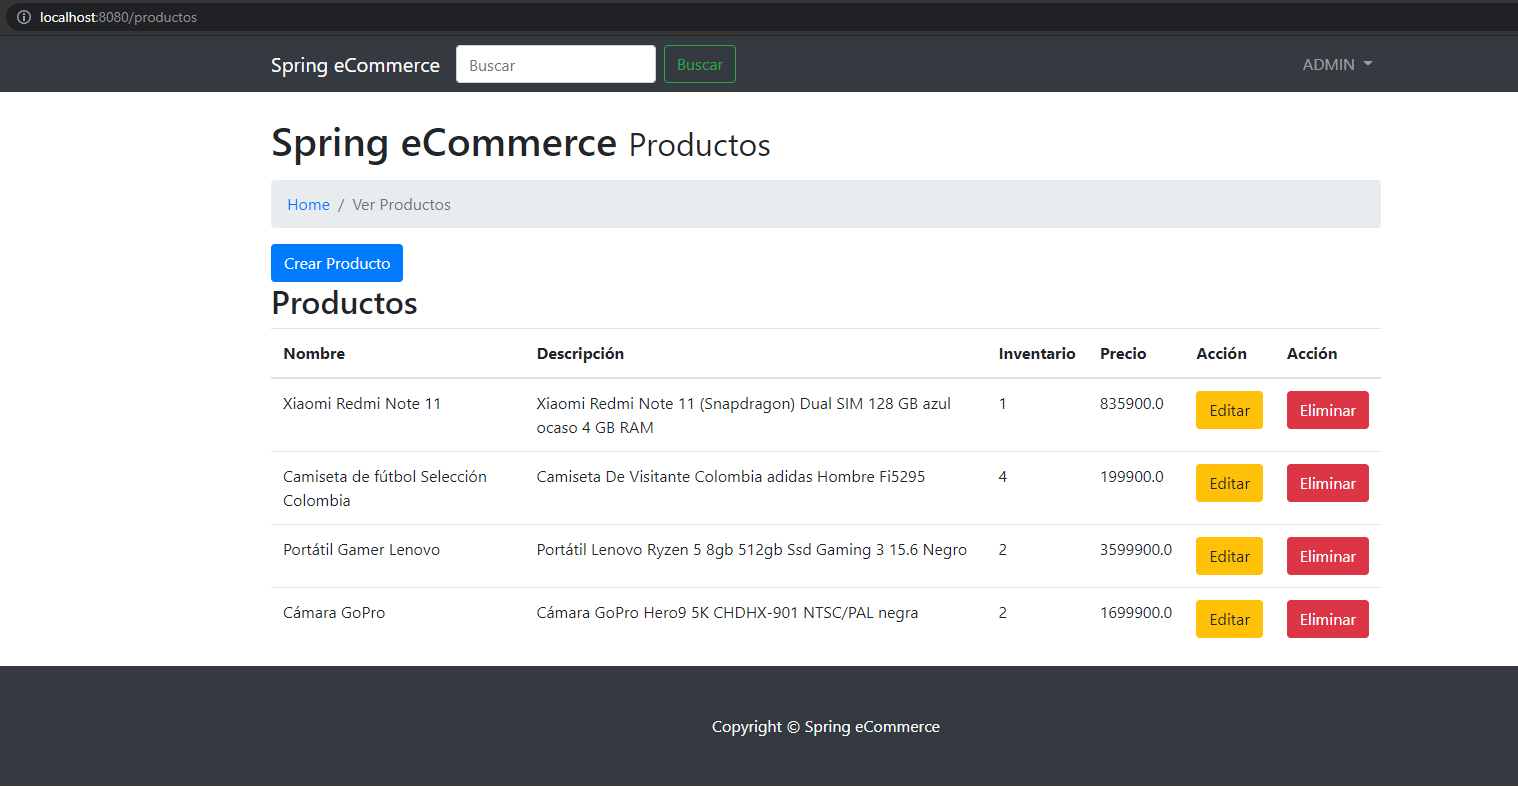 localhost:8080/productos
Spring eCommerce Buscar Buscar ADMIN
Spring eCommerce Productos
Home / Ver Productos
Crear Producto
Productos
Nombre Descripción Inventario Precio Acción Acción
Xiaomi Redmi Note 11 Xiaomi Redmi Note 11 (Snapdragon) Dual SIM 128 GB azul 1 835900.0 Editar Eliminar
ocaso 4 GB RAM
Camiseta de fútbol Selección Camiseta De Visitante Colombia adidas Hombre Fi5295 4 199900.0 Editar Eliminar
Colombia
Portátil Gamer Lenovo Portátil Lenovo Ryzen 5 8gb 512gb Ssd Gaming 3 15.6 Negro 2 3599900.0 Editar Eliminar
Cámara GoPro Cámara GoPro Hero9 5K CHDHX-901 NTSC/PAL negra 2 1699900.0 Editar Eliminar
Copyright © Spring eCommerce